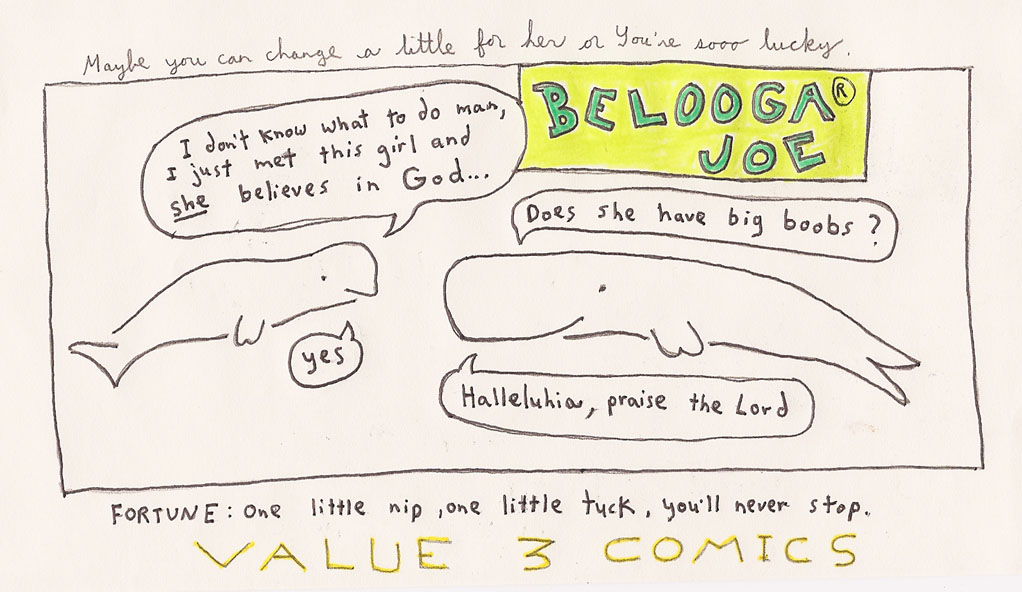 Maybe you can change a little for her or You're sooo lucky.
BELOOGA®
JOE
I don't know what to do man,
I just met this girl and
she believes in God...
Does she have big boobs ?
yes
Halleluhia, praise the Lord
FORTUNE: One little nip, one little tuck, you'll never stop.
VALUE 3 COMICS